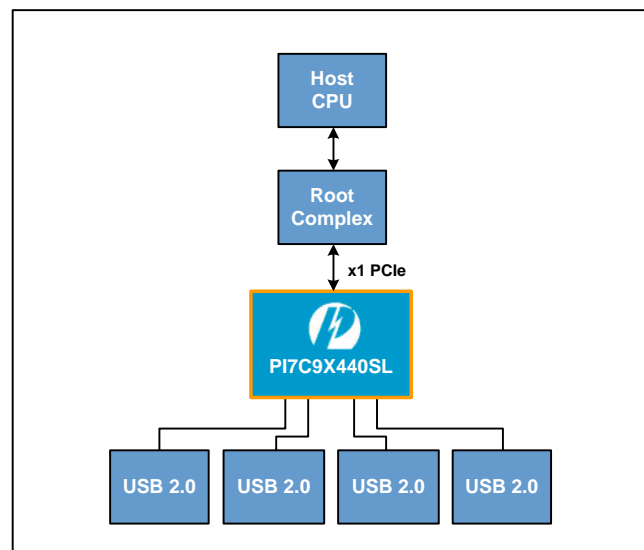 Host
CPU
Root
Complex
x1 PCIe
PI7C9X440SL
USB 2.0
USB 2.0
USB 2.0
USB 2.0